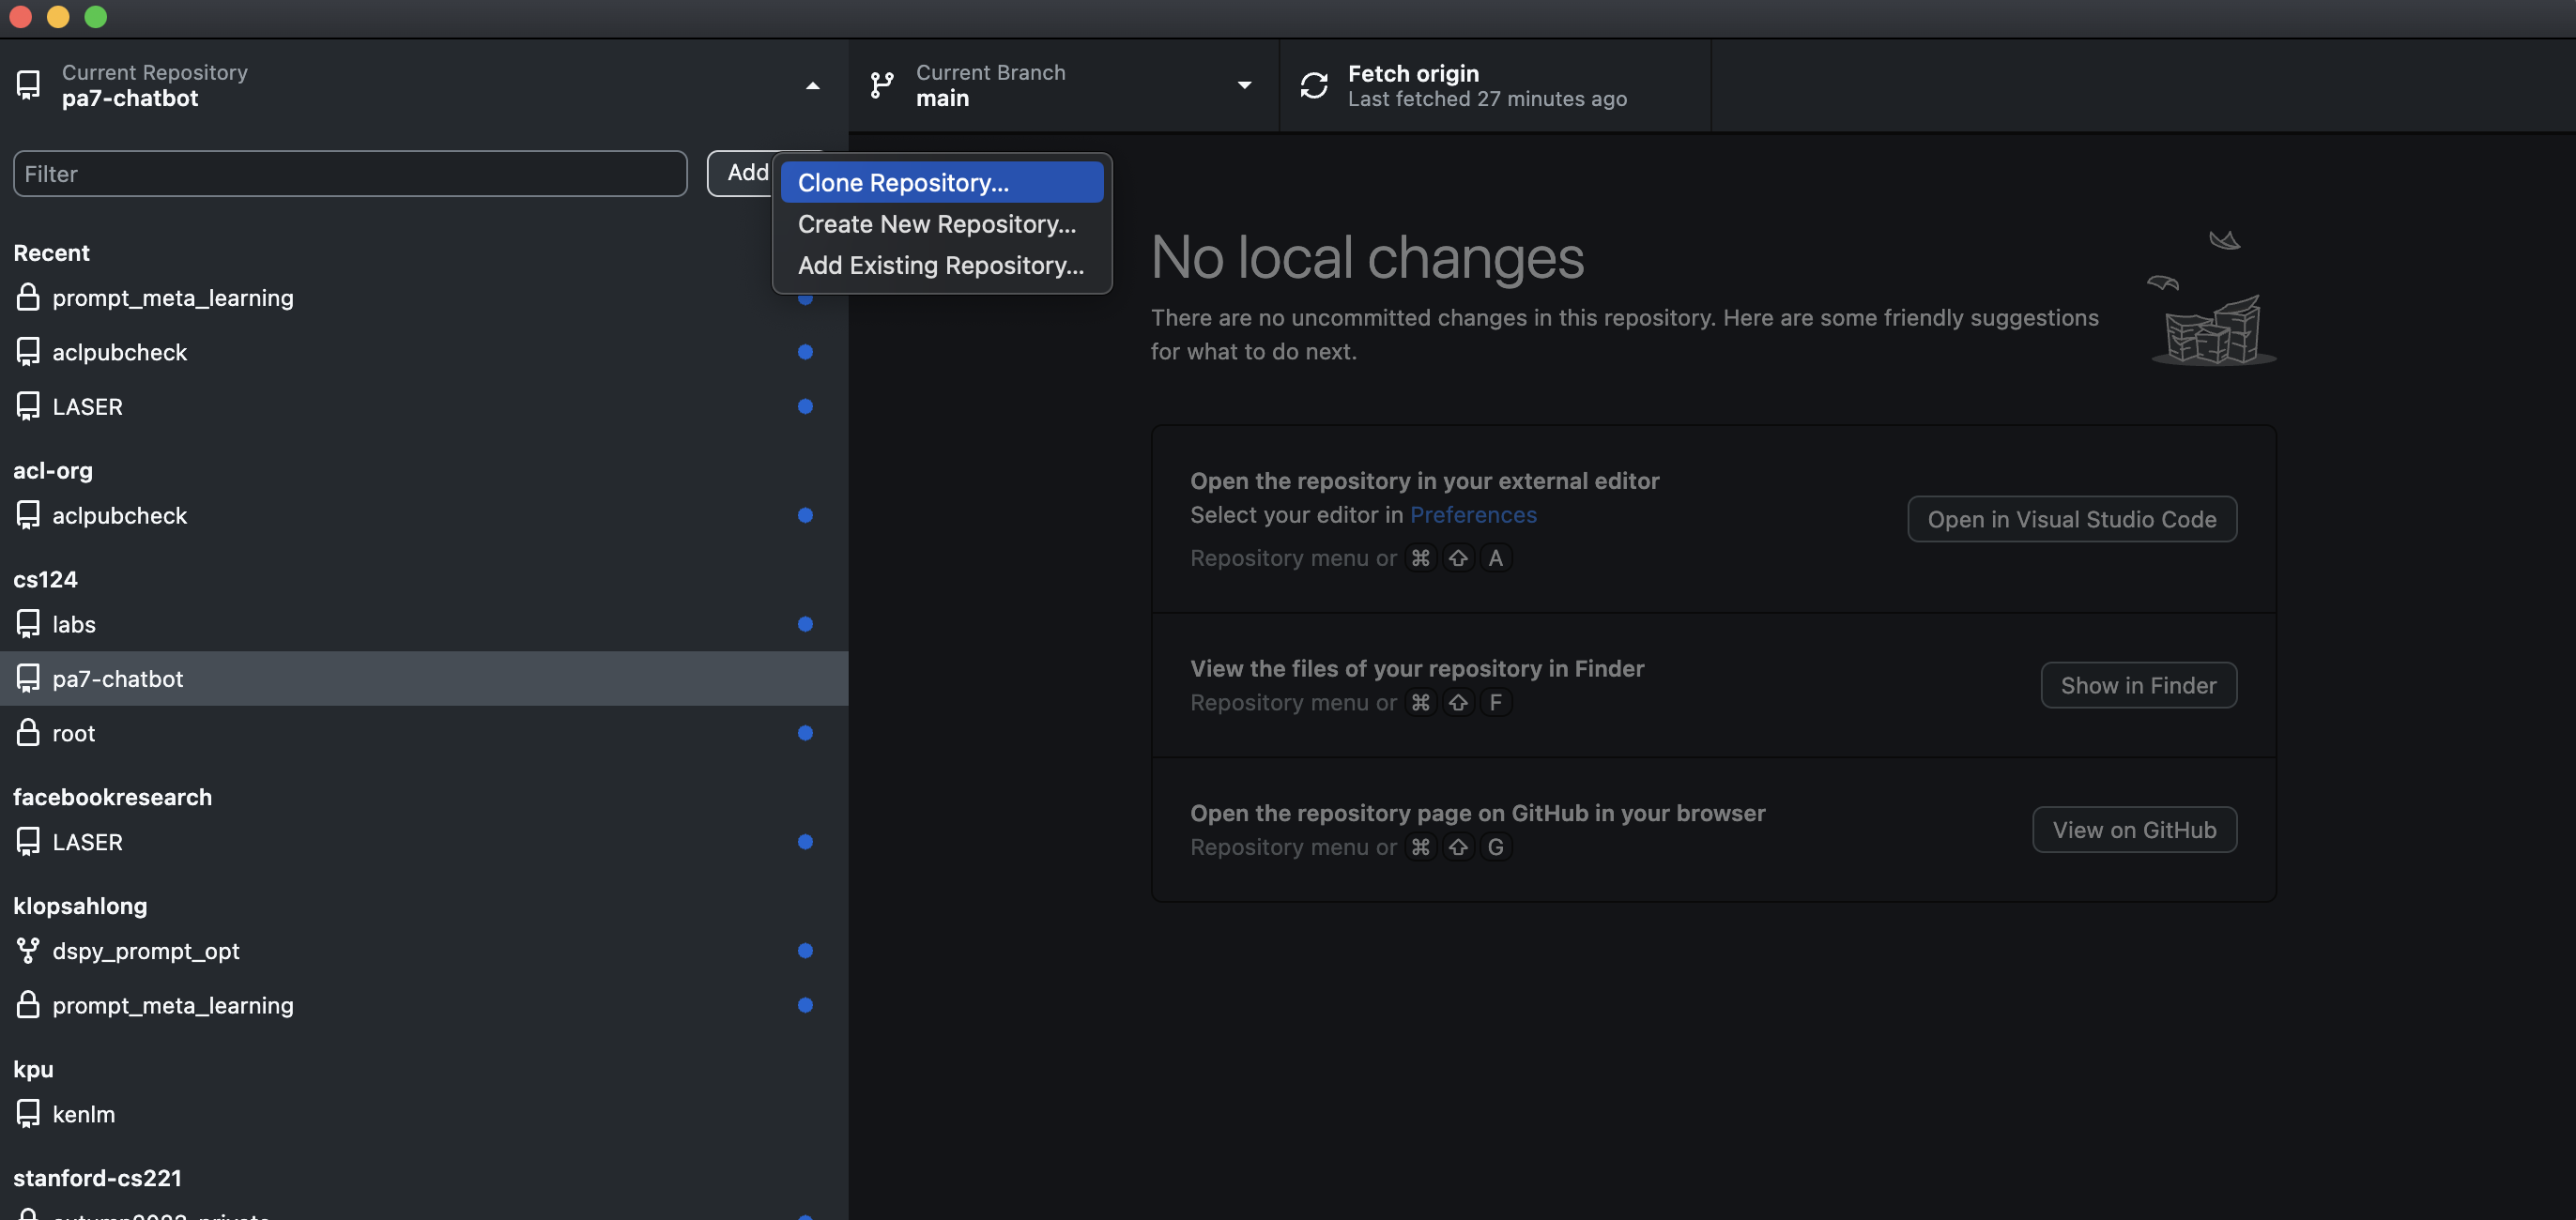 Current Repository
pa7-chatbot
Current Branch
main
Fetch origin
Last fetched 27 minutes ago
Filter
Add
Clone Repository...
Create New Repository...
Add Existing Repository...
Recent
prompt_meta_learning
aclpubcheck
LASER
acl-org
aclpubcheck
cs124
labs
pa7-chatbot
root
facebookresearch
LASER
klopsahlong
dspy_prompt_opt
prompt_meta_learning
kpu
kenlm
stanford-cs221
No local changes
There are no uncommitted changes in this repository. Here are some friendly suggestions
for what to do next.
Open the repository in your external editor
Select your editor in Preferences
Repository menu or ⌘ ⇧ A
Open in Visual Studio Code
View the files of your repository in Finder
Repository menu or ⌘ ⇧ F
Show in Finder
Open the repository page on GitHub in your browser
Repository menu or ⌘ ⇧ G
View on GitHub